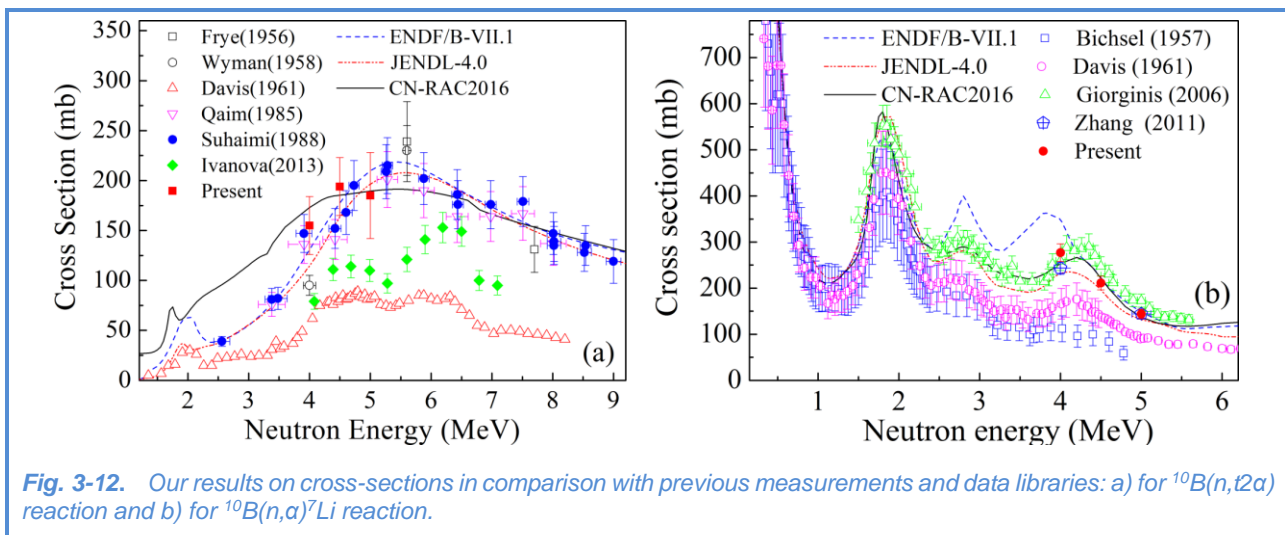 Frye(1956)
Wyman(1958)
Davis(1961)
Qaim(1985)
Suhaimi(1988)
Ivanova(2013)
Present
ENDF/B-VII.1
JENDL-4.0
CN-RAC2016
300
250
200
150
100
50
0
Cross Section (mb)
2 3 4 5 6 7 8 9
Neutron Energy (MeV)
(a)
ENDF/B-VII.1
JENDL-4.0
CN-RAC2016
Bichsel (1957)
Davis (1961)
Giorginis (2006)
Zhang (2011)
Present
700
600
500
400
300
200
100
0
Cross section (mb)
1 2 3 4 5 6
Neutron energy (MeV)
(b)
Fig. 3-12. Our results on cross-sections in comparison with previous measurements and data libraries: a) for ¹⁰B(n,t2α)
reaction and b) for ¹⁰B(n,α)⁷Li reaction.